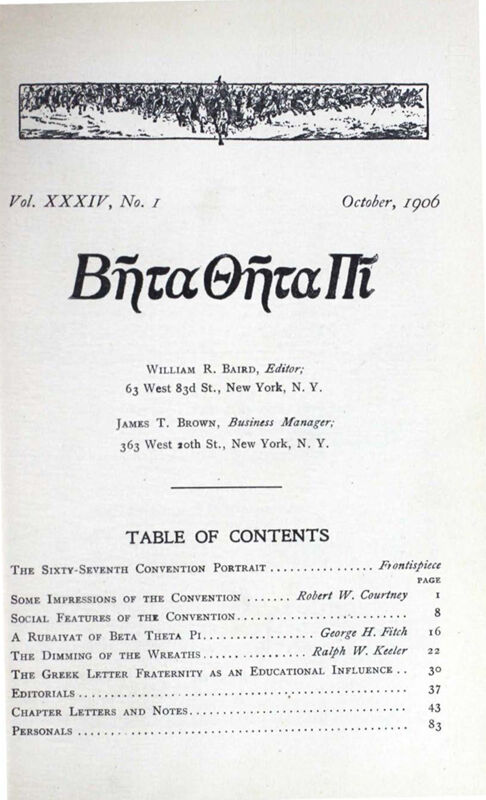 Vol. XXXIV, No. 1 October, 1906
Βῆτα Θῆτα Πῖ
WILLIAM R. BAIRD, Editor;
63 West 83d St., New York, N. Y.
JAMES T. BROWN, Business Manager;
363 West 20th St., New York, N. Y.
TABLE OF CONTENTS
THE SIXTY-SEVENTH CONVENTION PORTRAIT ................ Frontispiece
PAGE
SOME IMPRESSIONS OF THE CONVENTION ....... Robert W. Courtney 1
SOCIAL FEATURES OF THE CONVENTION.......................... 8
A RUBAIYAT OF BETA THETA PI.................. George H. Fitch 16
THE DIMMING OF THE WREATHS................. Ralph W. Keeler 22
THE GREEK LETTER FRATERNITY AS AN EDUCATIONAL INFLUENCE .. 30
EDITORIALS .................................................. 37
CHAPTER LETTERS AND NOTES................................. 43
PERSONALS .................................................. 83